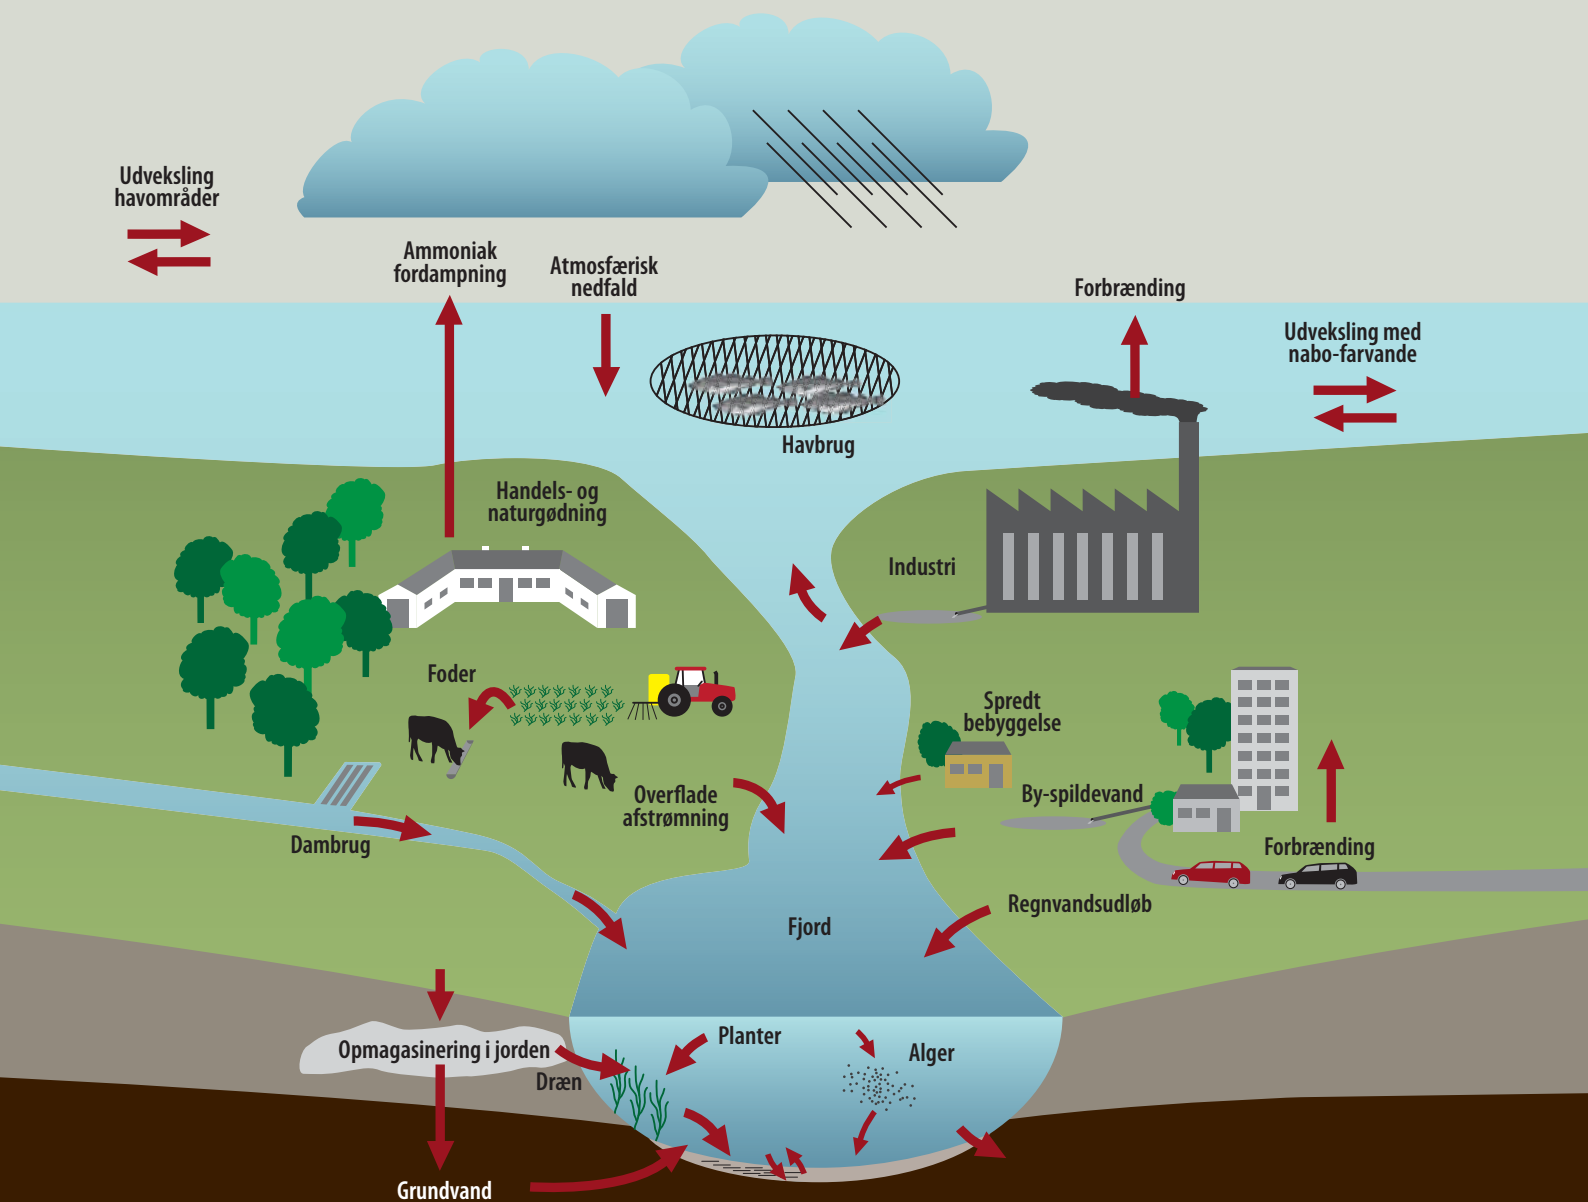 Udveksling
havområder
Ammoniak
fordampning
Atmosfærisk
nedfald
Forbrænding
Udveksling med
nabo-farvande
Havbrug
Handels- og
naturgødning
Industri
Foder
Spredt
bebyggelse
Overflade
afstrømning
By-spildevand
Dambrug
Forbrænding
Regnvandsudløb
Fjord
Opmagasinering i jorden
Planter
Alger
Dræn
Grundvand